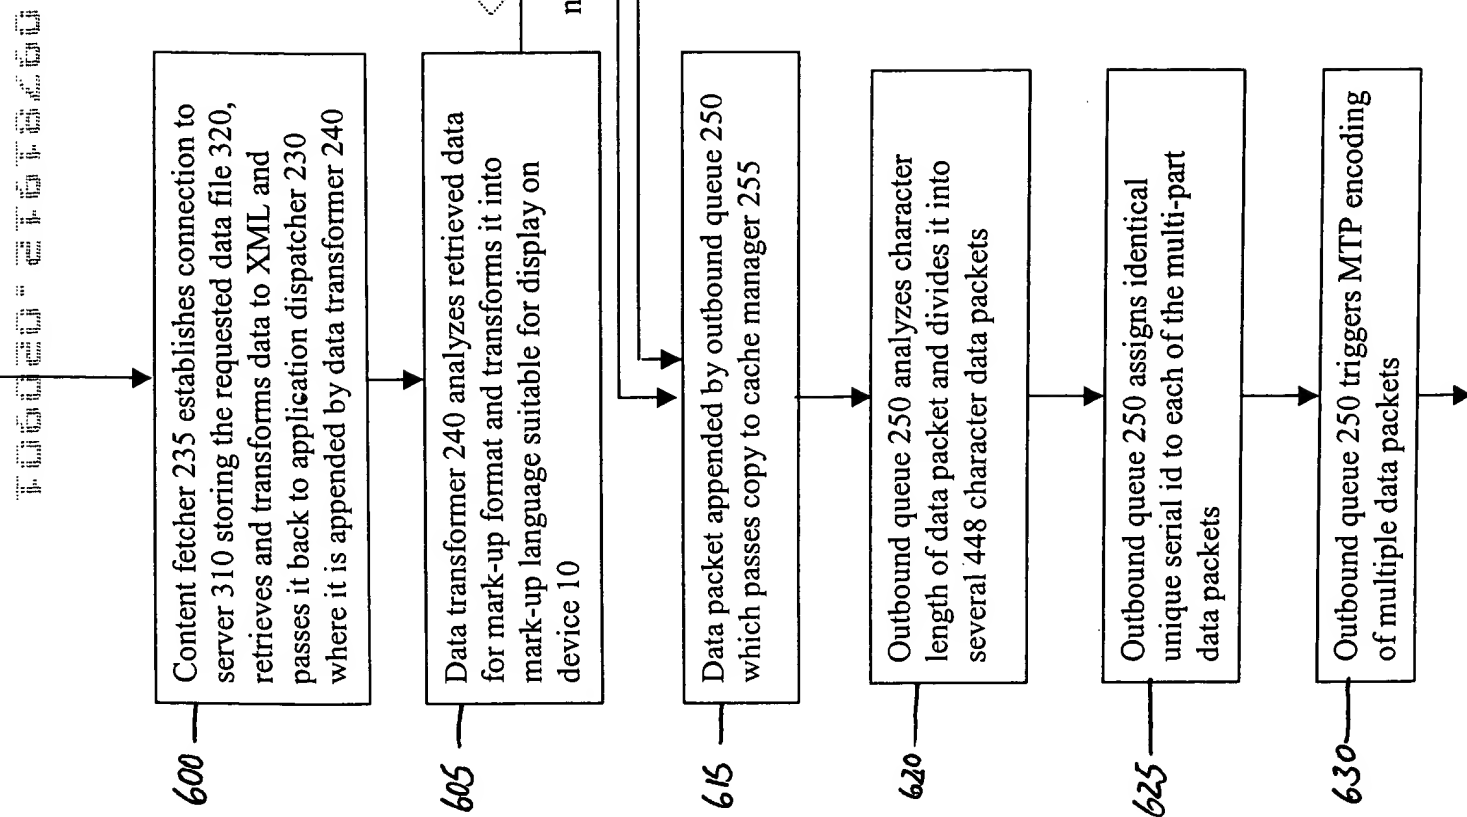 600
Content fetcher 235 establishes connection to
server 310 storing the requested data file 320,
retrieves and transforms data to XML and
passes it back to application dispatcher 230
where it is appended by data transformer 240
605
Data transformer 240 analyzes retrieved data
for mark-up format and transforms it into
mark-up language suitable for display on
device 10
615
Data packet appended by outbound queue 250
which passes copy to cache manager 255
620
Outbound queue 250 analyzes character
length of data packet and divides it into
several 448 character data packets
625
Outbound queue 250 assigns identical
unique serial id to each of the multi-part
data packets
630
Outbound queue 250 triggers MTP encoding
of multiple data packets